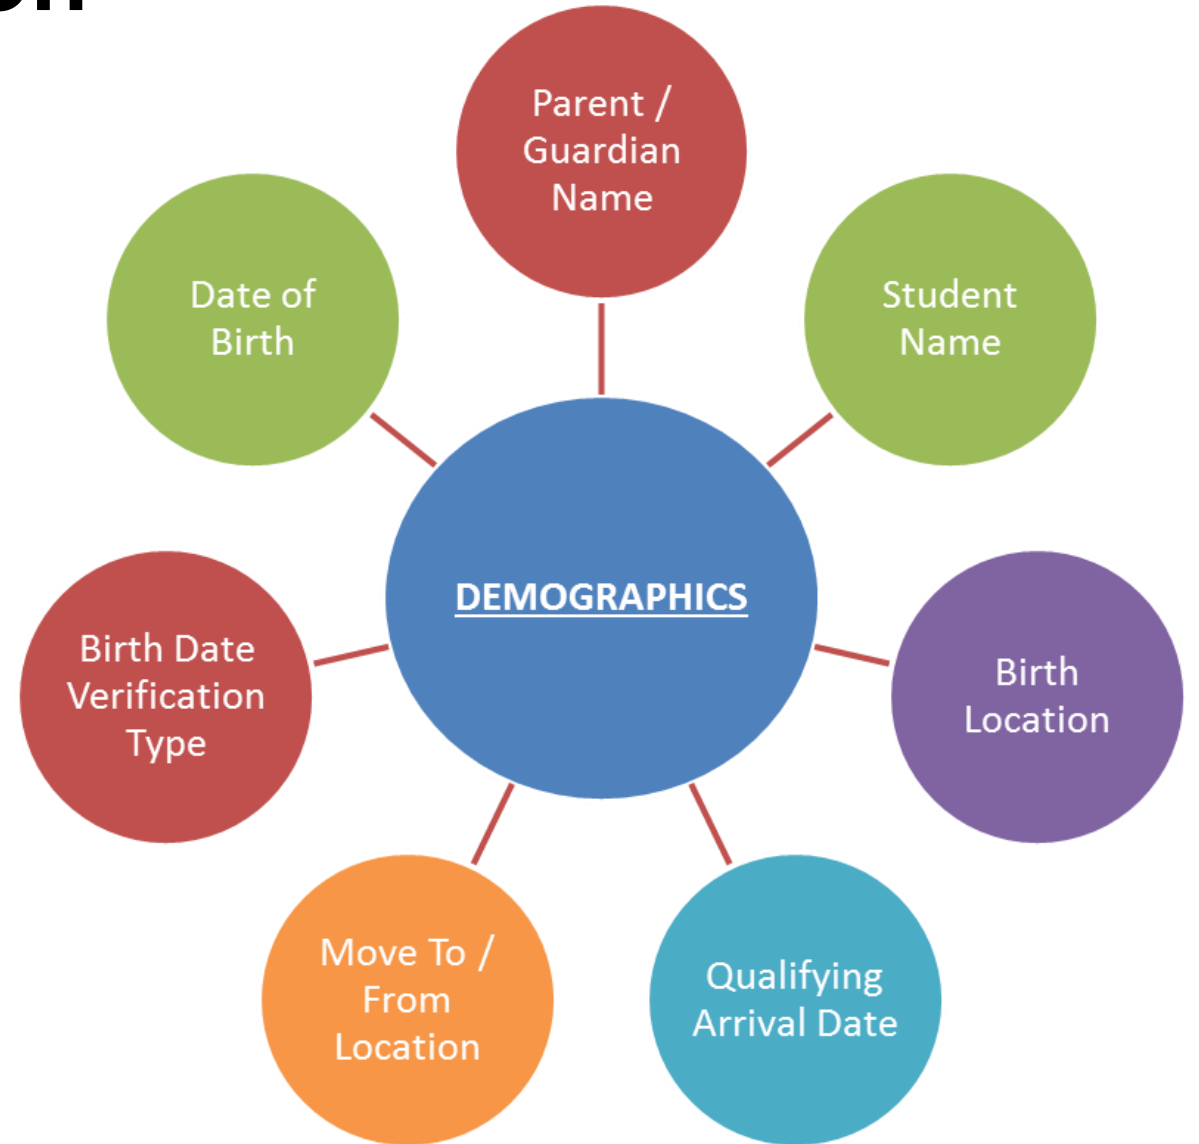 Parent /
Guardian
Name
Date of
Birth
Student
Name
DEMOGRAPHICS
Birth Date
Verification
Type
Birth
Location
Move To /
From
Location
Qualifying
Arrival Date